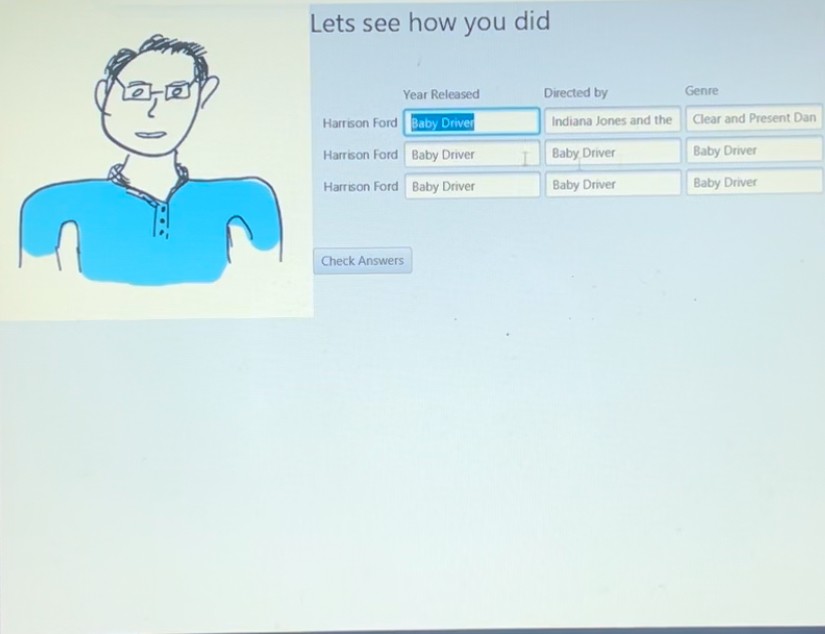 Lets see how you did
Year Released Directed by Genre
Harrison Ford Baby Driver Indiana Jones and the Clear and Present Dan
Harrison Ford Baby Driver Baby Driver Baby Driver
Harrison Ford Baby Driver Baby Driver Baby Driver
Check Answers